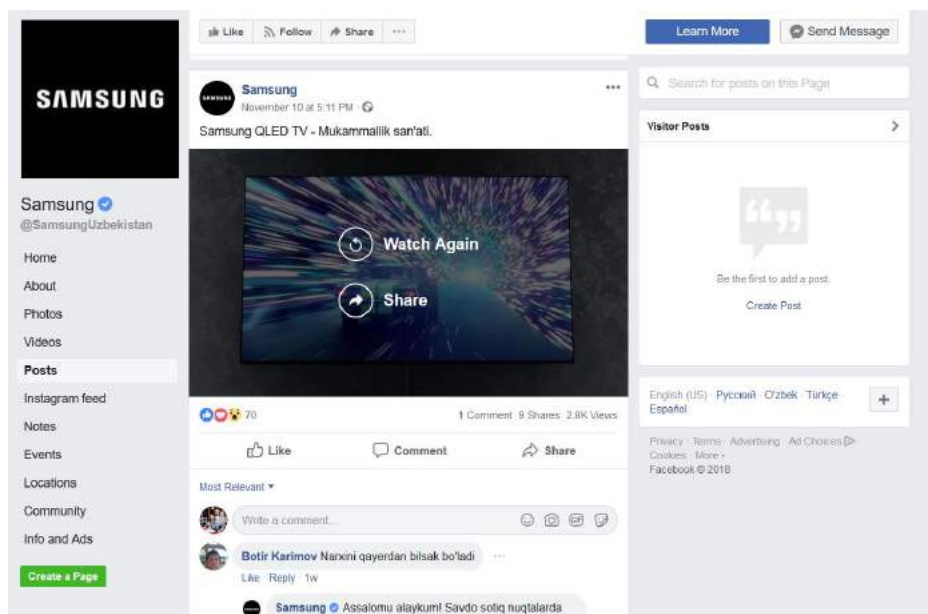 SAMSUNG
Samsung
@SamsungUzbekistan
Home
About
Photos
Videos
Posts
Instagram feed
Notes
Events
Locations
Community
Info and Ads
Create a Page
Like Follow Share ...
Learn More Send Message
SAMSUNG
Samsung
November 10 at 5:11 PM ·
Samsung QLED TV - Mukammallik san'ati.
Watch Again
Share
70 1 Comment 9 Shares 2.8K Views
Like Comment Share
Most Relevant
Write a comment...
GIF
Botir Karimov Narxini qayerdan bilsak bo'ladi
Like · Reply · 1w
Samsung Assalomu alaykum! Savdo sotiq nuqtalarda
Search for posts on this Page
Visitor Posts
Be the first to add a post.
Create Post
English (US) · Русский · O'zbek · Türkçe ·
Español
Privacy · Terms · Advertising · Ad Choices
Cookies · More
Facebook © 2018